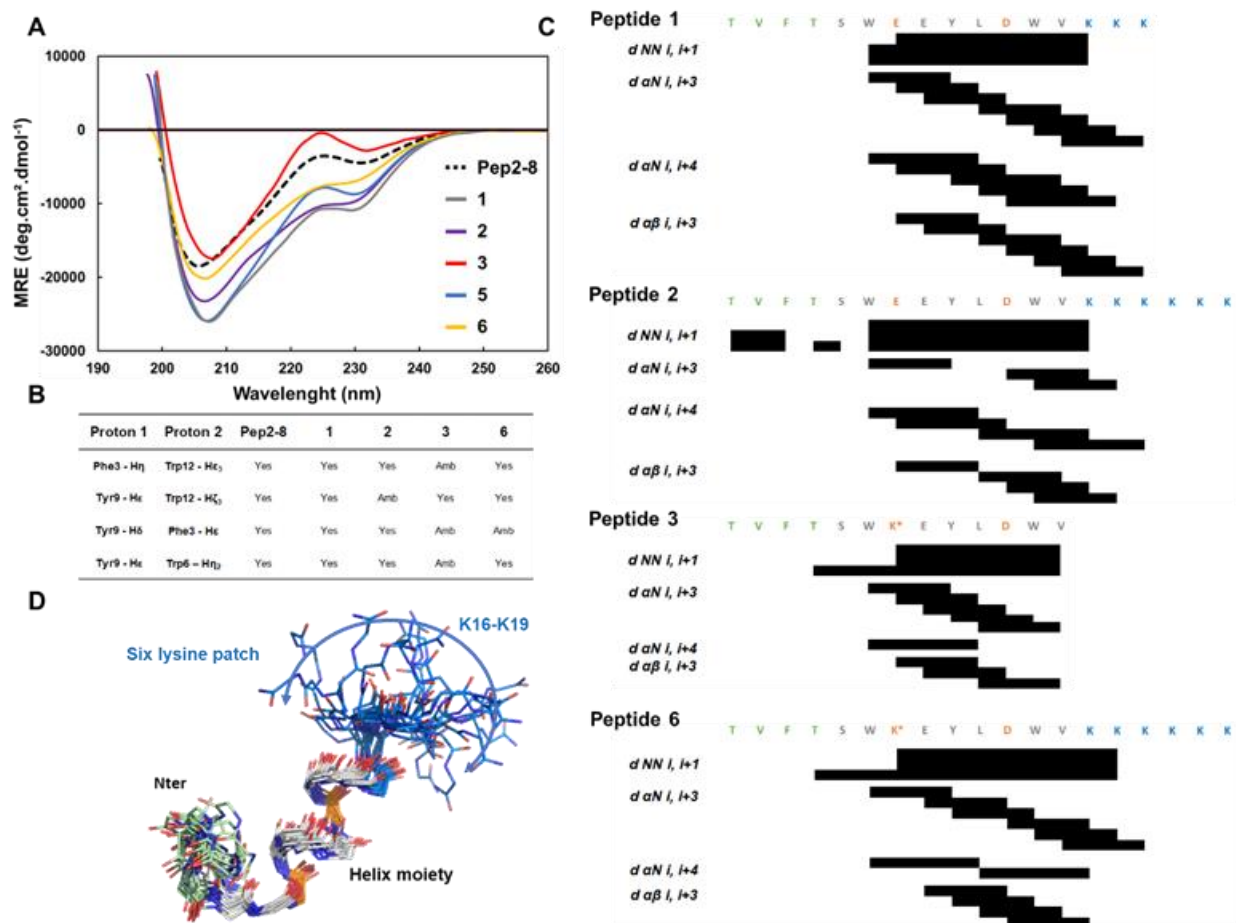 A
10000
0
-10000
-20000
-30000
MRE (deg.cm².dmol⁻¹)
190 200 210 220 230 240 250 260
Wavelenght (nm)
Pep2-8
1
2
3
5
6
B
Proton 1 Proton 2 Pep2-8 1 2 3 6
Phe3 - Hη Trp12 - Hε₃ Yes Yes Yes Amb Yes
Tyr9 - Hε Trp12 - Hζ₃ Yes Yes Amb Yes Yes
Tyr9 - Hδ Phe3 - Hε Yes Yes Yes Amb Amb
Tyr9 - Hε Trp6 – Hη₂ Yes Yes Yes Amb Yes
D
Six lysine patch
K16-K19
Nter
Helix moiety
C
Peptide 1 T V F T S W E E Y L D W V K K K
d NN i, i+1
d αN i, i+3
d αN i, i+4
d αβ i, i+3
Peptide 2 T V F T S W E E Y L D W V K K K K K K
d NN i, i+1
d αN i, i+3
d αN i, i+4
d αβ i, i+3
Peptide 3 T V F T S W K* E Y L D W V
d NN i, i+1
d αN i, i+3
d αN i, i+4
d αβ i, i+3
Peptide 6 T V F T S W K* E Y L D W V K K K K K K
d NN i, i+1
d αN i, i+3
d αN i, i+4
d αβ i, i+3